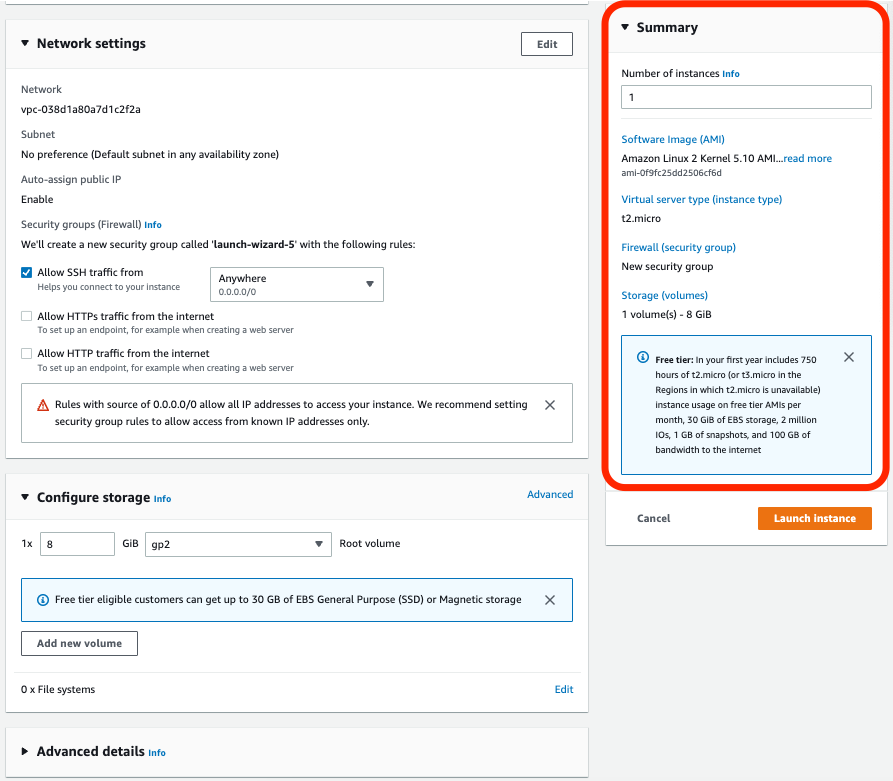 Network settings
Edit
Network
vpc-038d1a80a7d1c2f2a
Subnet
No preference (Default subnet in any availability zone)
Auto-assign public IP
Enable
Security groups (Firewall) Info
We'll create a new security group called 'launch-wizard-5' with the following rules:
Allow SSH traffic from
Helps you connect to your instance
Anywhere
0.0.0.0/0
Allow HTTPs traffic from the internet
To set up an endpoint, for example when creating a web server
Allow HTTP traffic from the internet
To set up an endpoint, for example when creating a web server
Rules with source of 0.0.0.0/0 allow all IP addresses to access your instance. We recommend setting
security group rules to allow access from known IP addresses only.
Configure storage Info
Advanced
1x 8 GiB gp2 Root volume
Free tier eligible customers can get up to 30 GB of EBS General Purpose (SSD) or Magnetic storage
Add new volume
0 x File systems
Edit
Advanced details Info
Summary
Number of instances Info
1
Software Image (AMI)
Amazon Linux 2 Kernel 5.10 AMI...read more
ami-0f9fc25dd2506cf6d
Virtual server type (instance type)
t2.micro
Firewall (security group)
New security group
Storage (volumes)
1 volume(s) - 8 GiB
Free tier: In your first year includes 750
hours of t2.micro (or t3.micro in the
Regions in which t2.micro is unavailable)
instance usage on free tier AMIs per
month, 30 GiB of EBS storage, 2 million
IOs, 1 GB of snapshots, and 100 GB of
bandwidth to the internet
Cancel
Launch instance